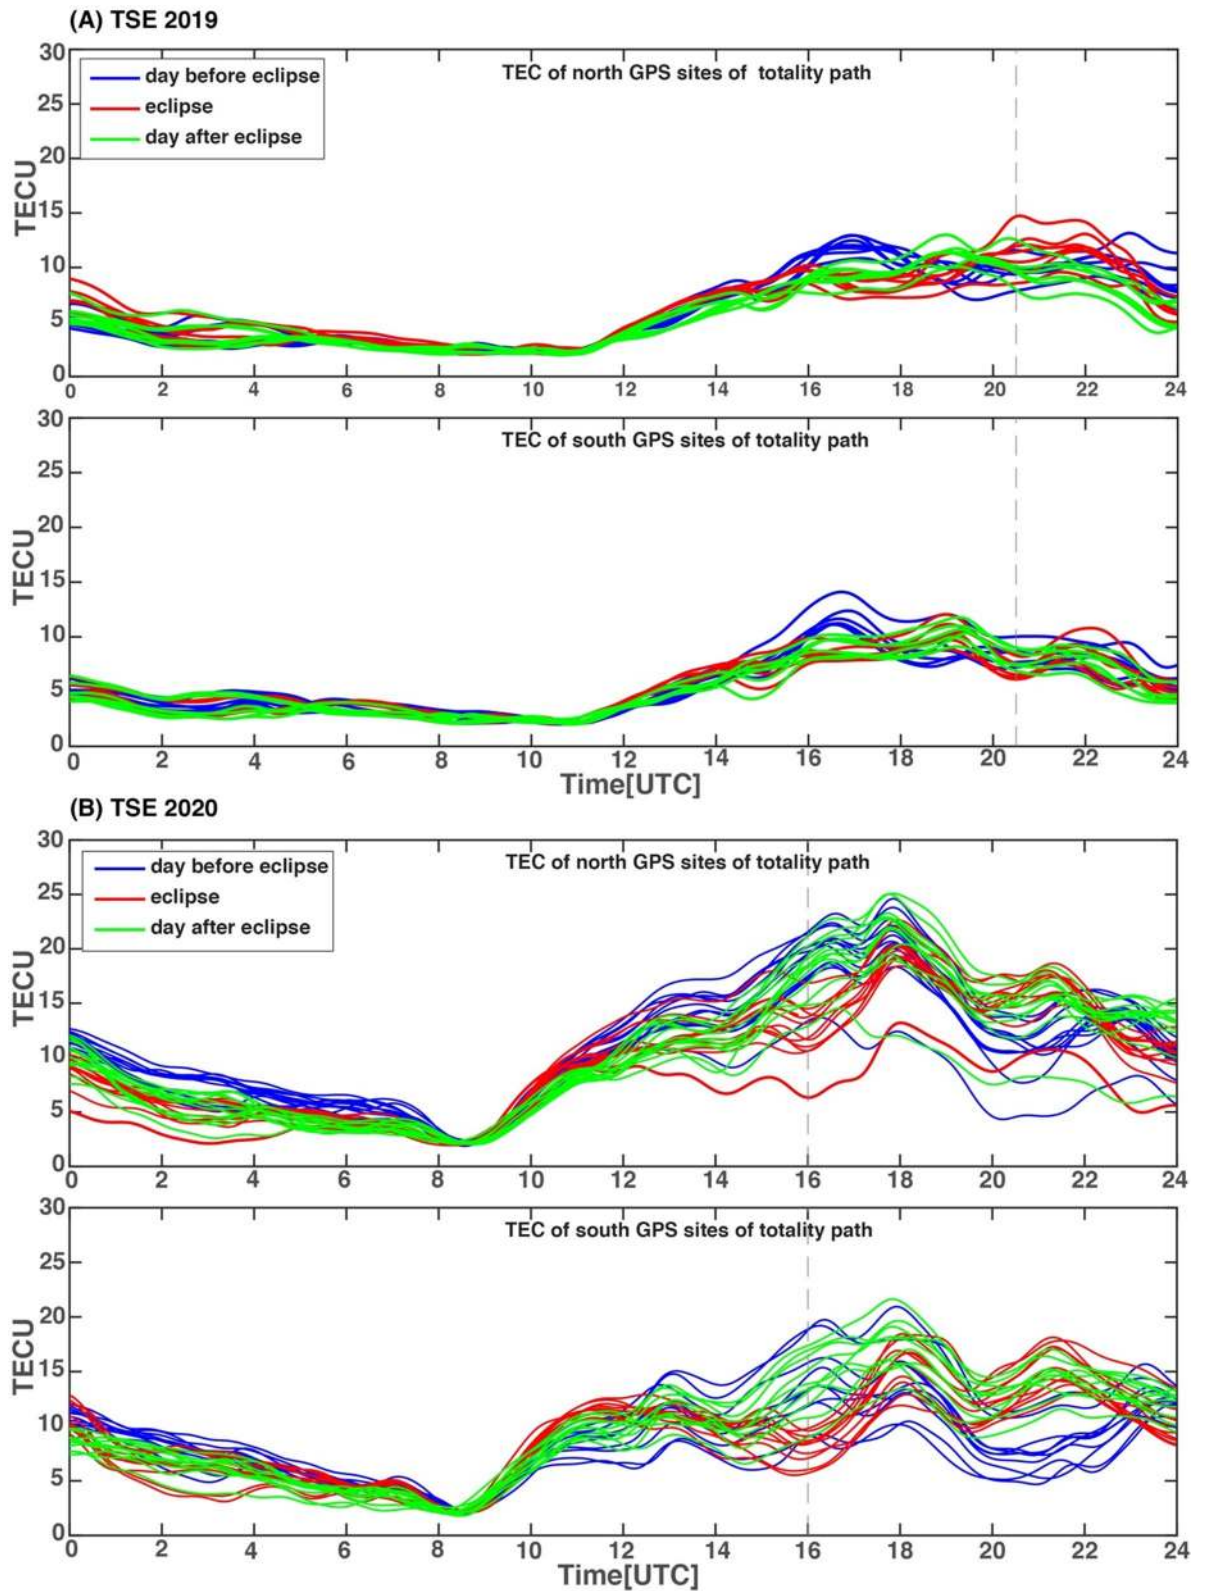 (A) TSE 2019
TEC of north GPS sites of totality path
day before eclipse
eclipse
day after eclipse
30
25
20
15
10
5
0
TECU
0 2 4 6 8 10 12 14 16 18 20 22 24
TEC of south GPS sites of totality path
30
25
20
15
10
5
0
TECU
0 2 4 6 8 10 12 14 16 18 20 22 24
Time[UTC]
(B) TSE 2020
TEC of north GPS sites of totality path
day before eclipse
eclipse
day after eclipse
30
25
20
15
10
5
0
TECU
0 2 4 6 8 10 12 14 16 18 20 22 24
TEC of south GPS sites of totality path
30
25
20
15
10
5
0
TECU
0 2 4 6 8 10 12 14 16 18 20 22 24
Time[UTC]